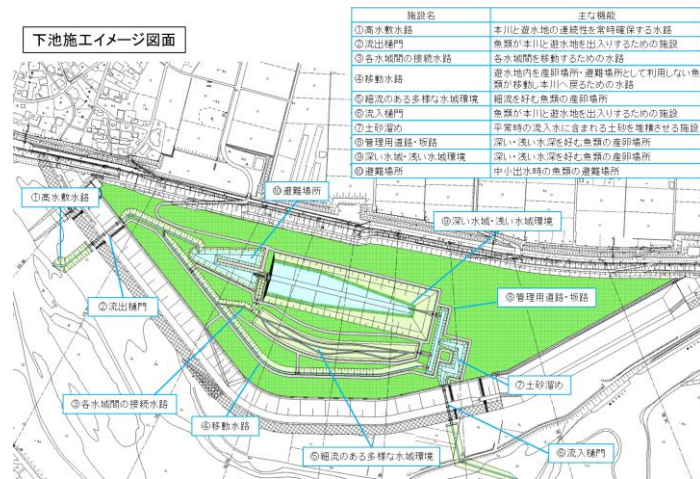 下池施工イメージ図面
施設名 主な機能
①高水敷水路 本川と遊水地の連続性を常時確保する水路
②流出樋門 魚類が本川と遊水地を出入りするための施設
③各水域間の接続水路 各水域間を移動するための水路
④移動水路 遊水地内を産卵場所・避難場所として利用しない魚
類が移動し本川へ戻るための水路
⑤細流のある多様な水域環境 細流を好む魚類の産卵場所
⑥流入樋門 魚類が本川と遊水地を出入りするための施設
⑦土砂溜め 平常時の流入水に含まれる土砂を堆積させる施設
⑧管理用道路・坂路 深い・浅い水深を好む魚類の産卵場所
⑨深い水域・浅い水域環境 深い・浅い水深を好む魚類の産卵場所
⑩避難場所 中小出水時の魚類の避難場所
⑩避難場所
①高水敷水路
⑨深い水域・浅い水域環境
②流出樋門
⑧管理用道路・坂路
⑦土砂溜め
③各水域間の接続水路
④移動水路
⑤細流のある多様な水域環境
⑥流入樋門